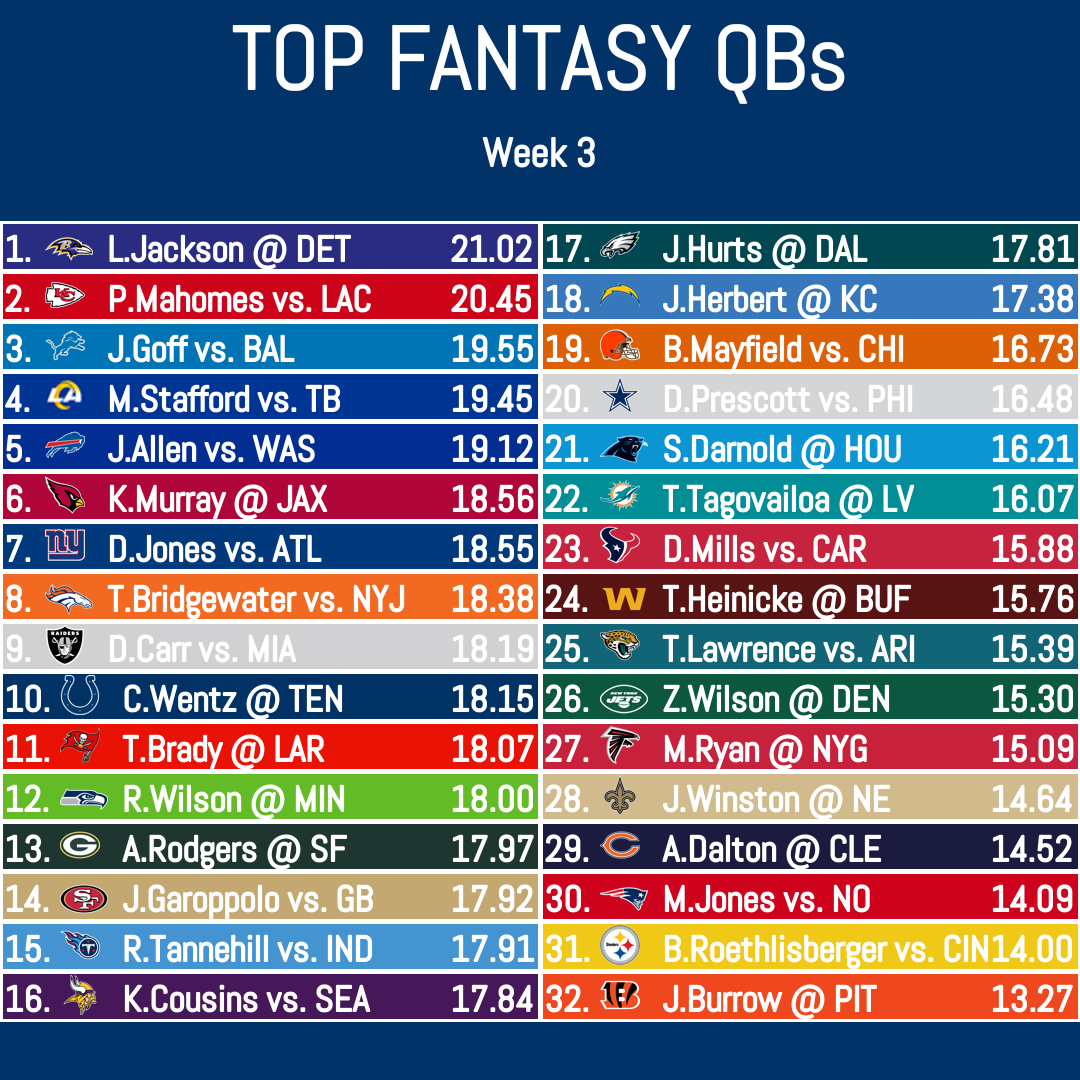 TOP FANTASY QBs
Week 3
1. L.Jackson @ DET 21.02
2. P.Mahomes vs. LAC 20.45
3. J.Goff vs. BAL 19.55
4. M.Stafford vs. TB 19.45
5. J.Allen vs. WAS 19.12
6. K.Murray @ JAX 18.56
7. ny D.Jones vs. ATL 18.55
8. T.Bridgewater vs. NYJ 18.38
9. RAIDERS D.Carr vs. MIA 18.19
10. C.Wentz @ TEN 18.15
11. T.Brady @ LAR 18.07
12. R.Wilson @ MIN 18.00
13. G A.Rodgers @ SF 17.97
14. SF J.Garoppolo vs. GB 17.92
15. T R.Tannehill vs. IND 17.91
16. K.Cousins vs. SEA 17.84
17. J.Hurts @ DAL 17.81
18. J.Herbert @ KC 17.38
19. B.Mayfield vs. CHI 16.73
20. D.Prescott vs. PHI 16.48
21. S.Darnold @ HOU 16.21
22. T.Tagovailoa @ LV 16.07
23. D.Mills vs. CAR 15.88
24. W T.Heinicke @ BUF 15.76
25. T.Lawrence vs. ARI 15.39
26. NEW YORK JETS Z.Wilson @ DEN 15.30
27. M.Ryan @ NYG 15.09
28. J.Winston @ NE 14.64
29. C A.Dalton @ CLE 14.52
30. M.Jones vs. NO 14.09
31. Steelers B.Roethlisberger vs. CIN 14.00
32. J.Burrow @ PIT 13.27